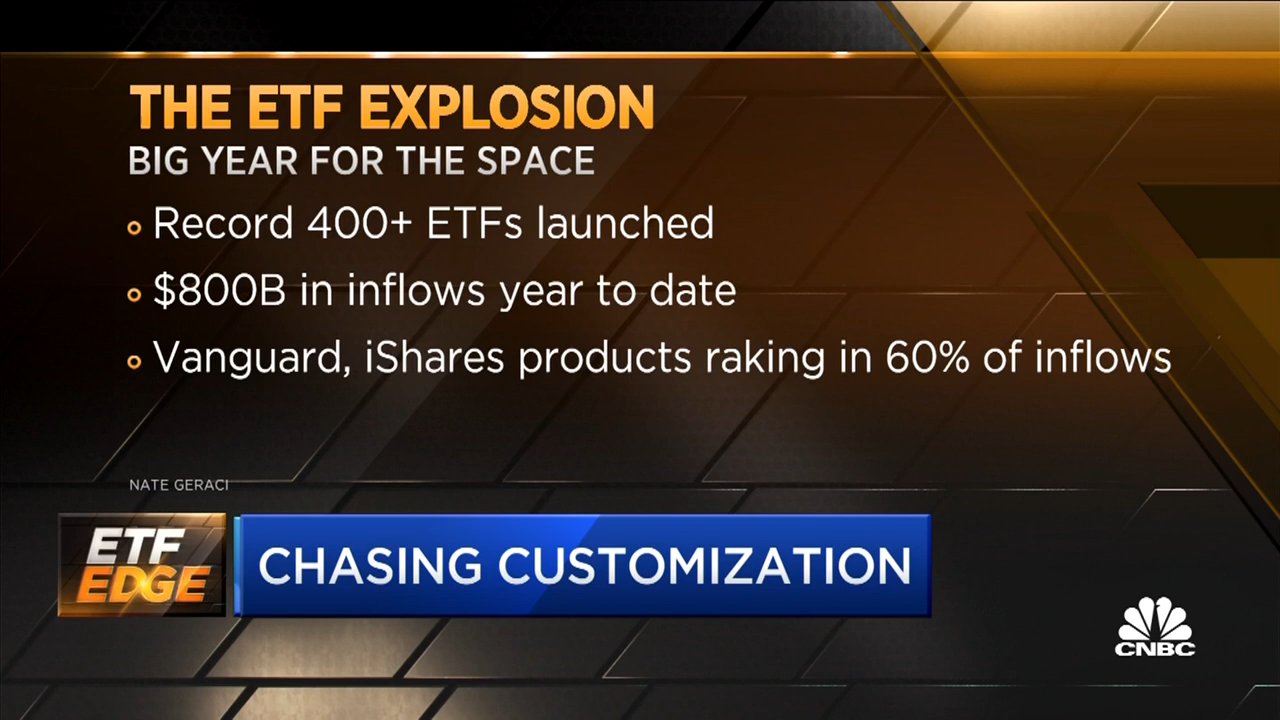 THE ETF EXPLOSION
BIG YEAR FOR THE SPACE
Record 400+ ETFs launched
$800B in inflows year to date
Vanguard, iShares products raking in 60% of inflows
NATE GERACI
ETF
EDGE
CHASING CUSTOMIZATION
CNBC